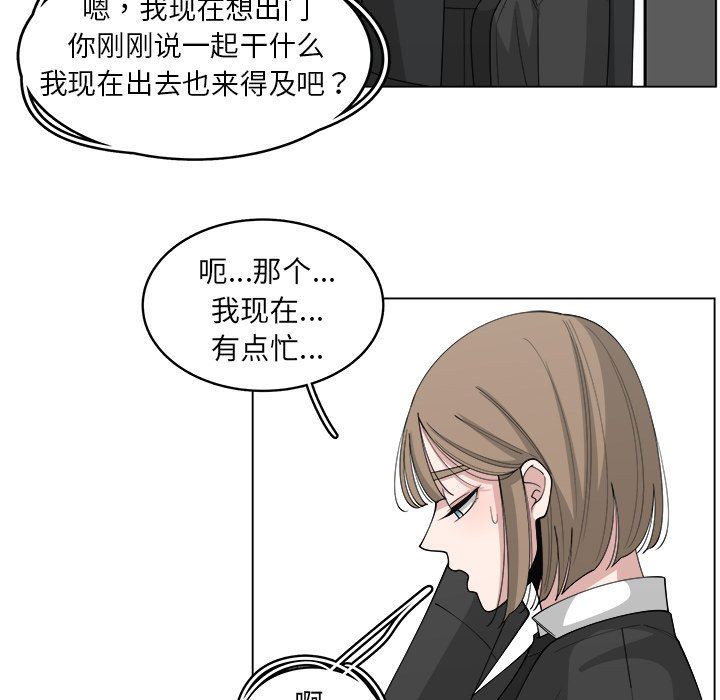 嗯，我现在想出门
你刚刚说一起干什么
我现在出去也来得及吧？
呃…那个…
我现在…
有点忙…
啊